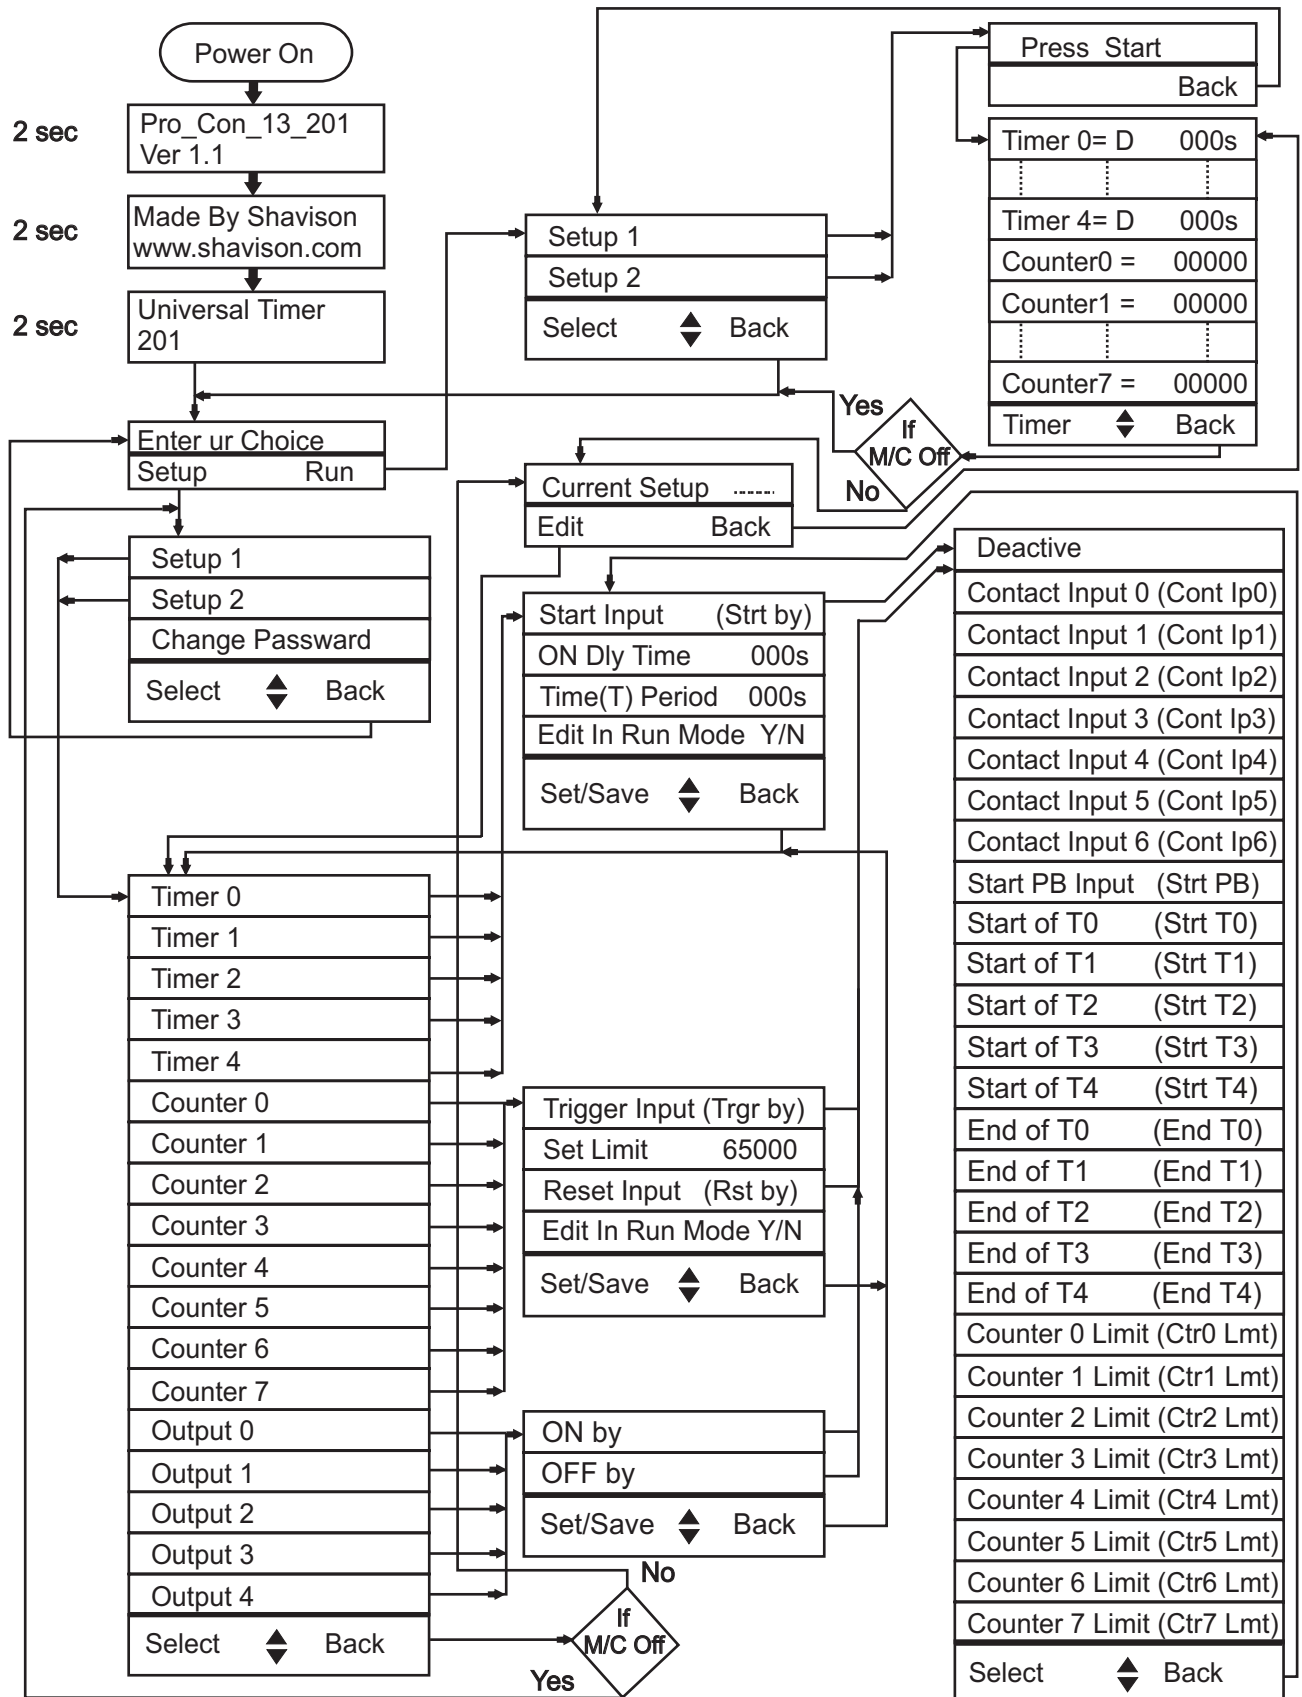 Power On
2 sec
Pro_Con_13_201
Ver 1.1
2 sec
Made By Shavison
www.shavison.com
2 sec
Universal Timer
201
Enter ur Choice
Setup Run
Setup 1
Setup 2
Change Passward
Select Back
Setup 1
Setup 2
Select Back
Press Start
Back
Timer 0= D 000s
Timer 4= D 000s
Counter0 = 00000
Counter1 = 00000
Counter7 = 00000
Timer Back
Yes
If
M/C Off
No
Current Setup
Edit Back
Start Input (Strt by)
ON Dly Time 000s
Time(T) Period 000s
Edit In Run Mode Y/N
Set/Save Back
Timer 0
Timer 1
Timer 2
Timer 3
Timer 4
Counter 0
Counter 1
Counter 2
Counter 3
Counter 4
Counter 5
Counter 6
Counter 7
Output 0
Output 1
Output 2
Output 3
Output 4
Select Back
Trigger Input (Trgr by)
Set Limit 65000
Reset Input (Rst by)
Edit In Run Mode Y/N
Set/Save Back
ON by
OFF by
Set/Save Back
No
If
M/C Off
Yes
Deactive
Contact Input 0 (Cont Ip0)
Contact Input 1 (Cont Ip1)
Contact Input 2 (Cont Ip2)
Contact Input 3 (Cont Ip3)
Contact Input 4 (Cont Ip4)
Contact Input 5 (Cont Ip5)
Contact Input 6 (Cont Ip6)
Start PB Input (Strt PB)
Start of T0 (Strt T0)
Start of T1 (Strt T1)
Start of T2 (Strt T2)
Start of T3 (Strt T3)
Start of T4 (Strt T4)
End of T0 (End T0)
End of T1 (End T1)
End of T2 (End T2)
End of T3 (End T3)
End of T4 (End T4)
Counter 0 Limit (Ctr0 Lmt)
Counter 1 Limit (Ctr1 Lmt)
Counter 2 Limit (Ctr2 Lmt)
Counter 3 Limit (Ctr3 Lmt)
Counter 4 Limit (Ctr4 Lmt)
Counter 5 Limit (Ctr5 Lmt)
Counter 6 Limit (Ctr6 Lmt)
Counter 7 Limit (Ctr7 Lmt)
Select Back